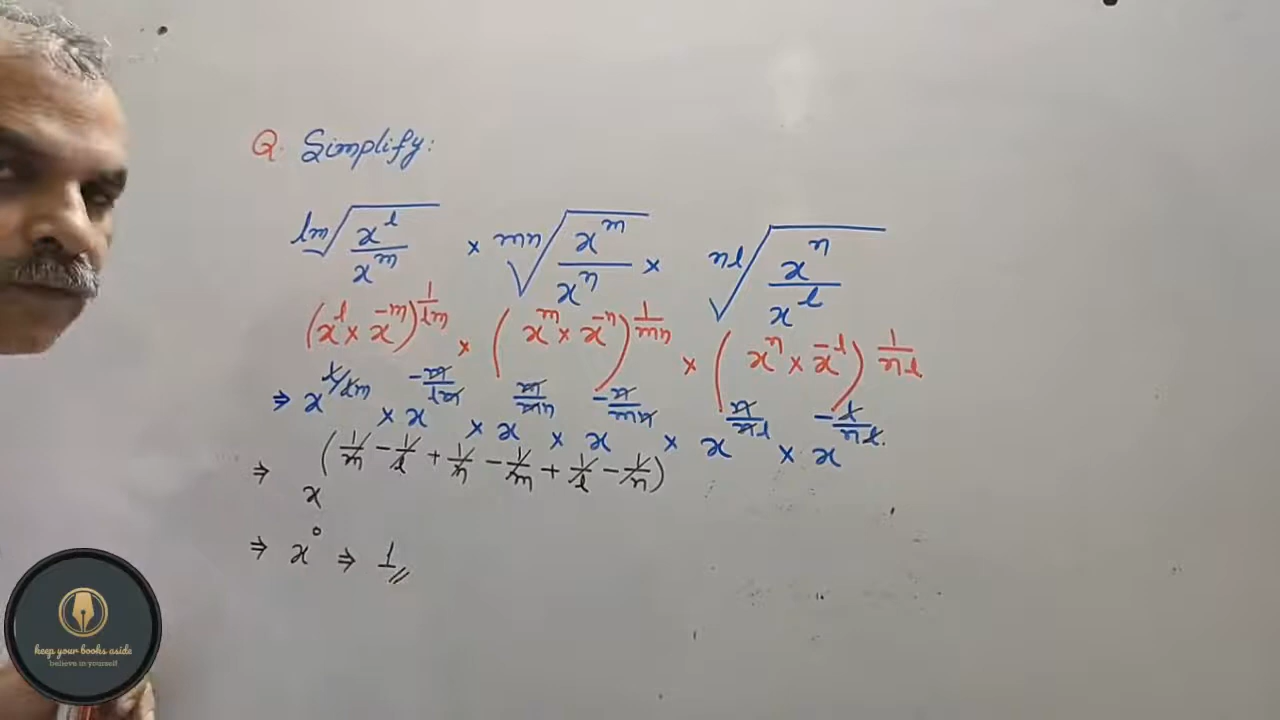 Q. Simplify:
lm√(x^l / x^m) × mn√(x^m / x^n) × nl√(x^n / x^l)
(x^l × x^-m)^(1/lm) × (x^m × x^-n)^(1/mn) × (x^n × x^-l)^(1/nl)
⇒ x^(l/lm) × x^(-m/lm) × x^(m/mn) × x^(-n/mn) × x^(n/nl) × x^(-l/nl)
⇒ x^(1/m - 1/l + 1/n - 1/m + 1/l - 1/n)
⇒ x^0 ⇒ 1
keep your books aside
believe in yourself